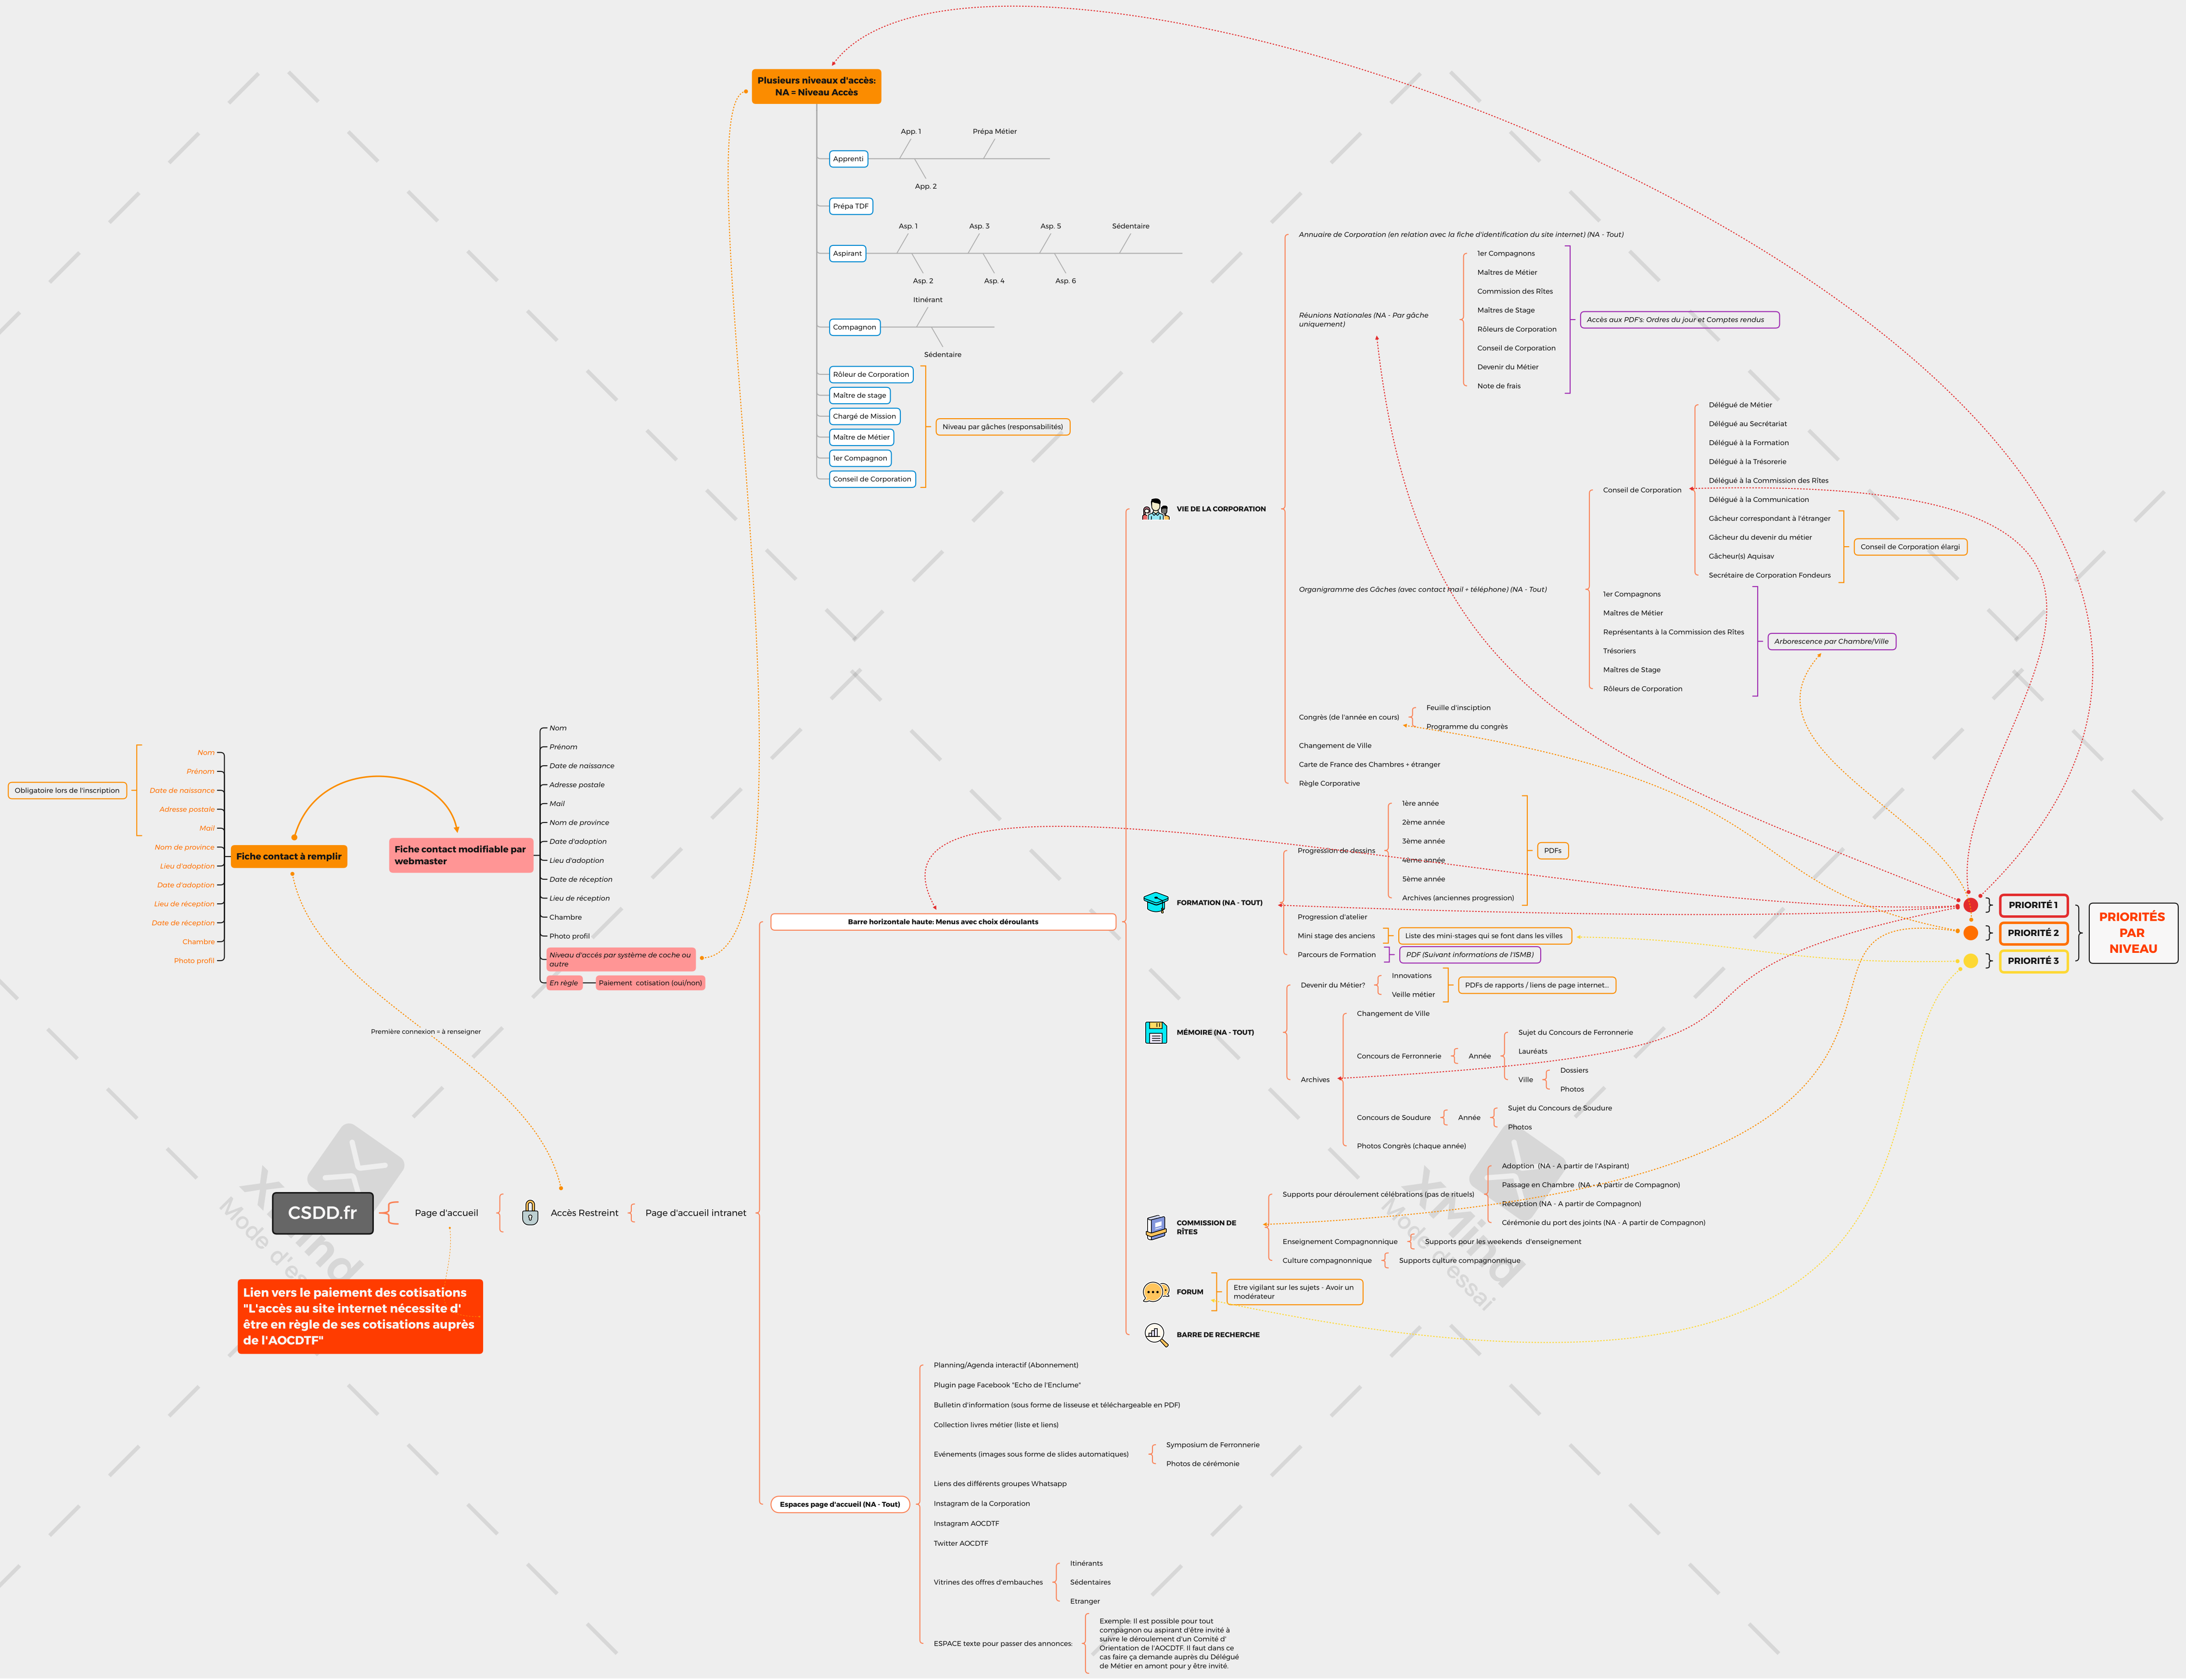 Plusieurs niveaux d'accès:
NA = Niveau Accès
App. 1
Prépa Métier
Apprenti
App. 2
Prépa TDF
Asp. 1
Asp. 3
Asp. 5
Sédentaire
Aspirant
Asp. 2
Asp. 4
Asp. 6
Itinérant
Compagnon
Sédentaire
Rôleur de Corporation
Maître de stage
Chargé de Mission
Maître de Métier
1er Compagnon
Conseil de Corporation
Niveau par gâches (responsabilités)
Obligatoire lors de l'inscription
Nom
Prénom
Date de naissance
Adresse postale
Mail
Nom de province
Lieu d'adoption
Date d'adoption
Lieu de réception
Date de réception
Chambre
Photo profil
Fiche contact à remplir
Fiche contact modifiable par
webmaster
Nom
Prénom
Date de naissance
Adresse postale
Mail
Nom de province
Date d'adoption
Lieu d'adoption
Date de réception
Lieu de réception
Chambre
Photo profil
Niveau d'accés par système de coche ou
autre
En règle
Paiement cotisation (oui/non)
Première connexion = à renseigner
CSDD.fr
Page d'accueil
Accès Restreint
Page d'accueil intranet
Lien vers le paiement des cotisations
"L'accès au site internet nécessite d'
être en règle de ses cotisations auprès
de l'AOCDTF"
Barre horizontale haute: Menus avec choix déroulants
VIE DE LA CORPORATION
Annuaire de Corporation (en relation avec la fiche d'identification du site internet) (NA - Tout)
Réunions Nationales (NA - Par gâche
uniquement)
1er Compagnons
Maîtres de Métier
Commission des Rîtes
Maîtres de Stage
Rôleurs de Corporation
Conseil de Corporation
Devenir du Métier
Note de frais
Accès aux PDF's: Ordres du jour et Comptes rendus
Organigramme des Gâches (avec contact mail + téléphone) (NA - Tout)
Conseil de Corporation
Délégué de Métier
Délégué au Secrétariat
Délégué à la Formation
Délégué à la Trésorerie
Délégué à la Commission des Rîtes
Délégué à la Communication
Gâcheur correspondant à l'étranger
Gâcheur du devenir du métier
Gâcheur(s) Aquisav
Secrétaire de Corporation Fondeurs
Conseil de Corporation élargi
1er Compagnons
Maîtres de Métier
Représentants à la Commission des Rîtes
Trésoriers
Maîtres de Stage
Rôleurs de Corporation
Arborescence par Chambre/Ville
Congrès (de l'année en cours)
Feuille d'insciption
Programme du congrès
Changement de Ville
Carte de France des Chambres + étranger
Règle Corporative
FORMATION (NA - TOUT)
Progression de dessins
1ère année
2ème année
3ème année
4ème année
5ème année
Archives (anciennes progression)
PDFs
Progression d'atelier
Mini stage des anciens
Liste des mini-stages qui se font dans les villes
Parcours de Formation
PDF (Suivant informations de l'ISMB)
MÉMOIRE (NA - TOUT)
Devenir du Métier?
Innovations
Veille métier
PDFs de rapports / liens de page internet...
Archives
Changement de Ville
Concours de Ferronnerie
Année
Sujet du Concours de Ferronnerie
Lauréats
Ville
Dossiers
Photos
Concours de Soudure
Année
Sujet du Concours de Soudure
Photos
Photos Congrès (chaque année)
COMMISSION DE
RÎTES
Supports pour déroulement célébrations (pas de rituels)
Adoption (NA - A partir de l'Aspirant)
Passage en Chambre (NA - A partir de Compagnon)
Réception (NA - A partir de Compagnon)
Cérémonie du port des joints (NA - A partir de Compagnon)
Enseignement Compagnonnique
Supports pour les weekends d'enseignement
Culture compagnonnique
Supports culture compagnonnique
FORUM
Etre vigilant sur les sujets - Avoir un
modérateur
BARRE DE RECHERCHE
Espaces page d'accueil (NA - Tout)
Planning/Agenda interactif (Abonnement)
Plugin page Facebook "Echo de l'Enclume"
Bulletin d'information (sous forme de lisseuse et téléchargeable en PDF)
Collection livres métier (liste et liens)
Evénements (images sous forme de slides automatiques)
Symposium de Ferronnerie
Photos de cérémonie
Liens des différents groupes Whatsapp
Instagram de la Corporation
Instagram AOCDTF
Twitter AOCDTF
Vitrines des offres d'embauches
Itinérants
Sédentaires
Etranger
ESPACE texte pour passer des annonces:
Exemple: Il est possible pour tout
compagnon ou aspirant d'être invité à
suivre le déroulement d'un Comité d'
Orientation de l'AOCDTF. Il faut dans ce
cas faire ça demande auprès du Délégué
de Métier en amont pour y être invité.
PRIORITÉ 1
PRIORITÉ 2
PRIORITÉ 3
PRIORITÉS
PAR
NIVEAU
xMind
Mode d'essai
xMind
Mode d'essai